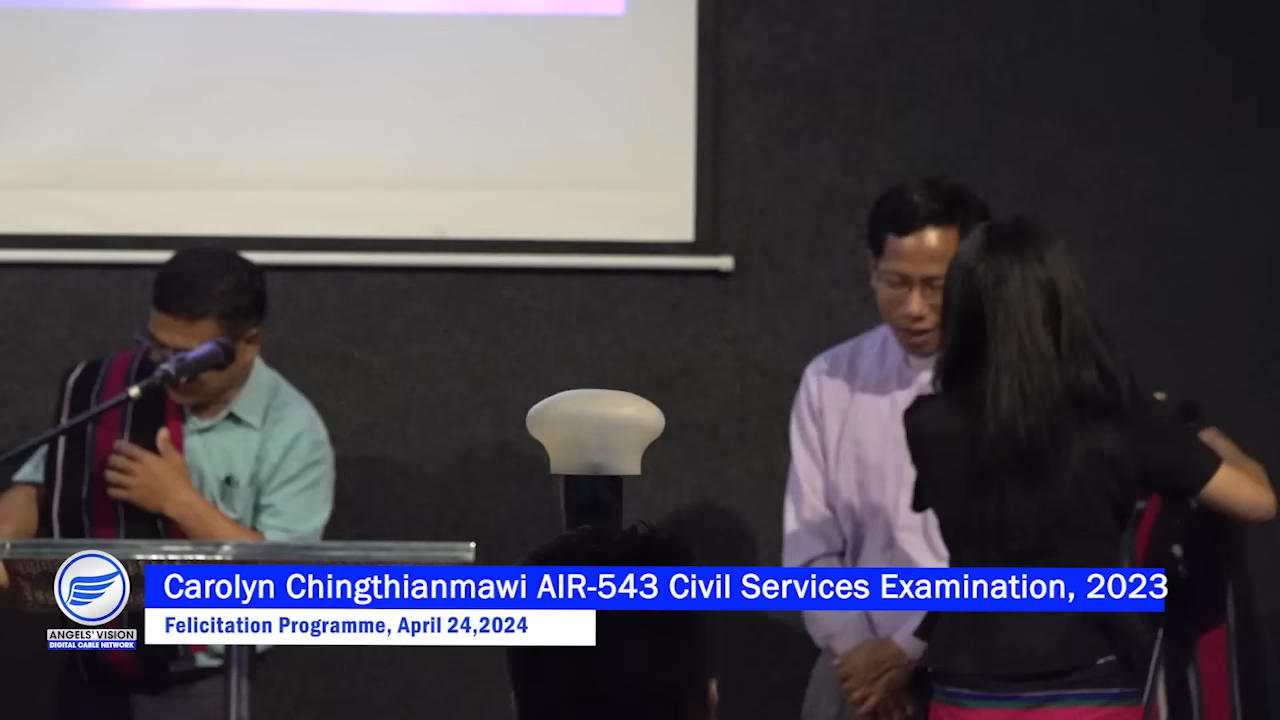 Carolyn Chingthianmawi AIR-543 Civil Services Examination, 2023
Felicitation Programme, April 24,2024
ANGELS' VISION
DIGITAL CABLE NETWORK